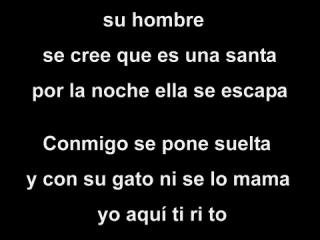 su hombre
se cree que es una santa
por la noche ella se escapa
Conmigo se pone suelta
y con su gato ni se lo mama
yo aquí ti ri to